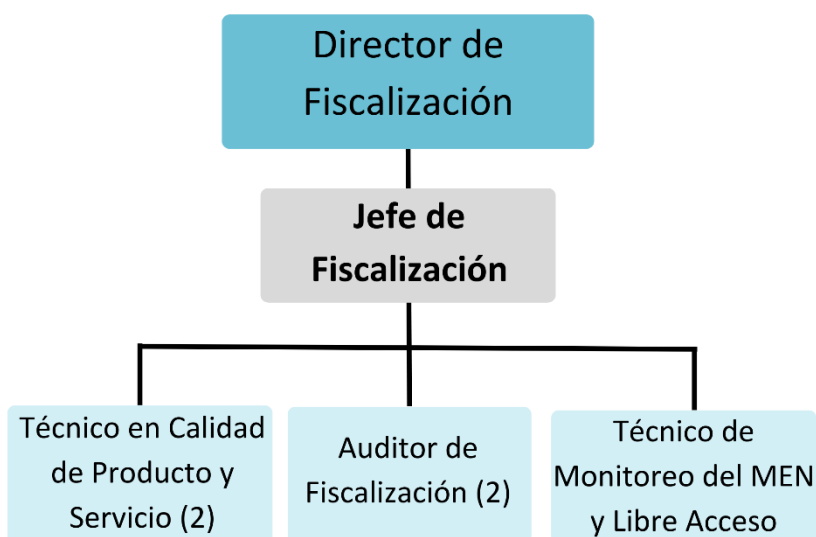 Director de
Fiscalización
Jefe de
Fiscalización
Técnico en Calidad
de Producto y
Servicio (2)
Auditor de
Fiscalización (2)
Técnico de
Monitoreo del MEN
y Libre Acceso